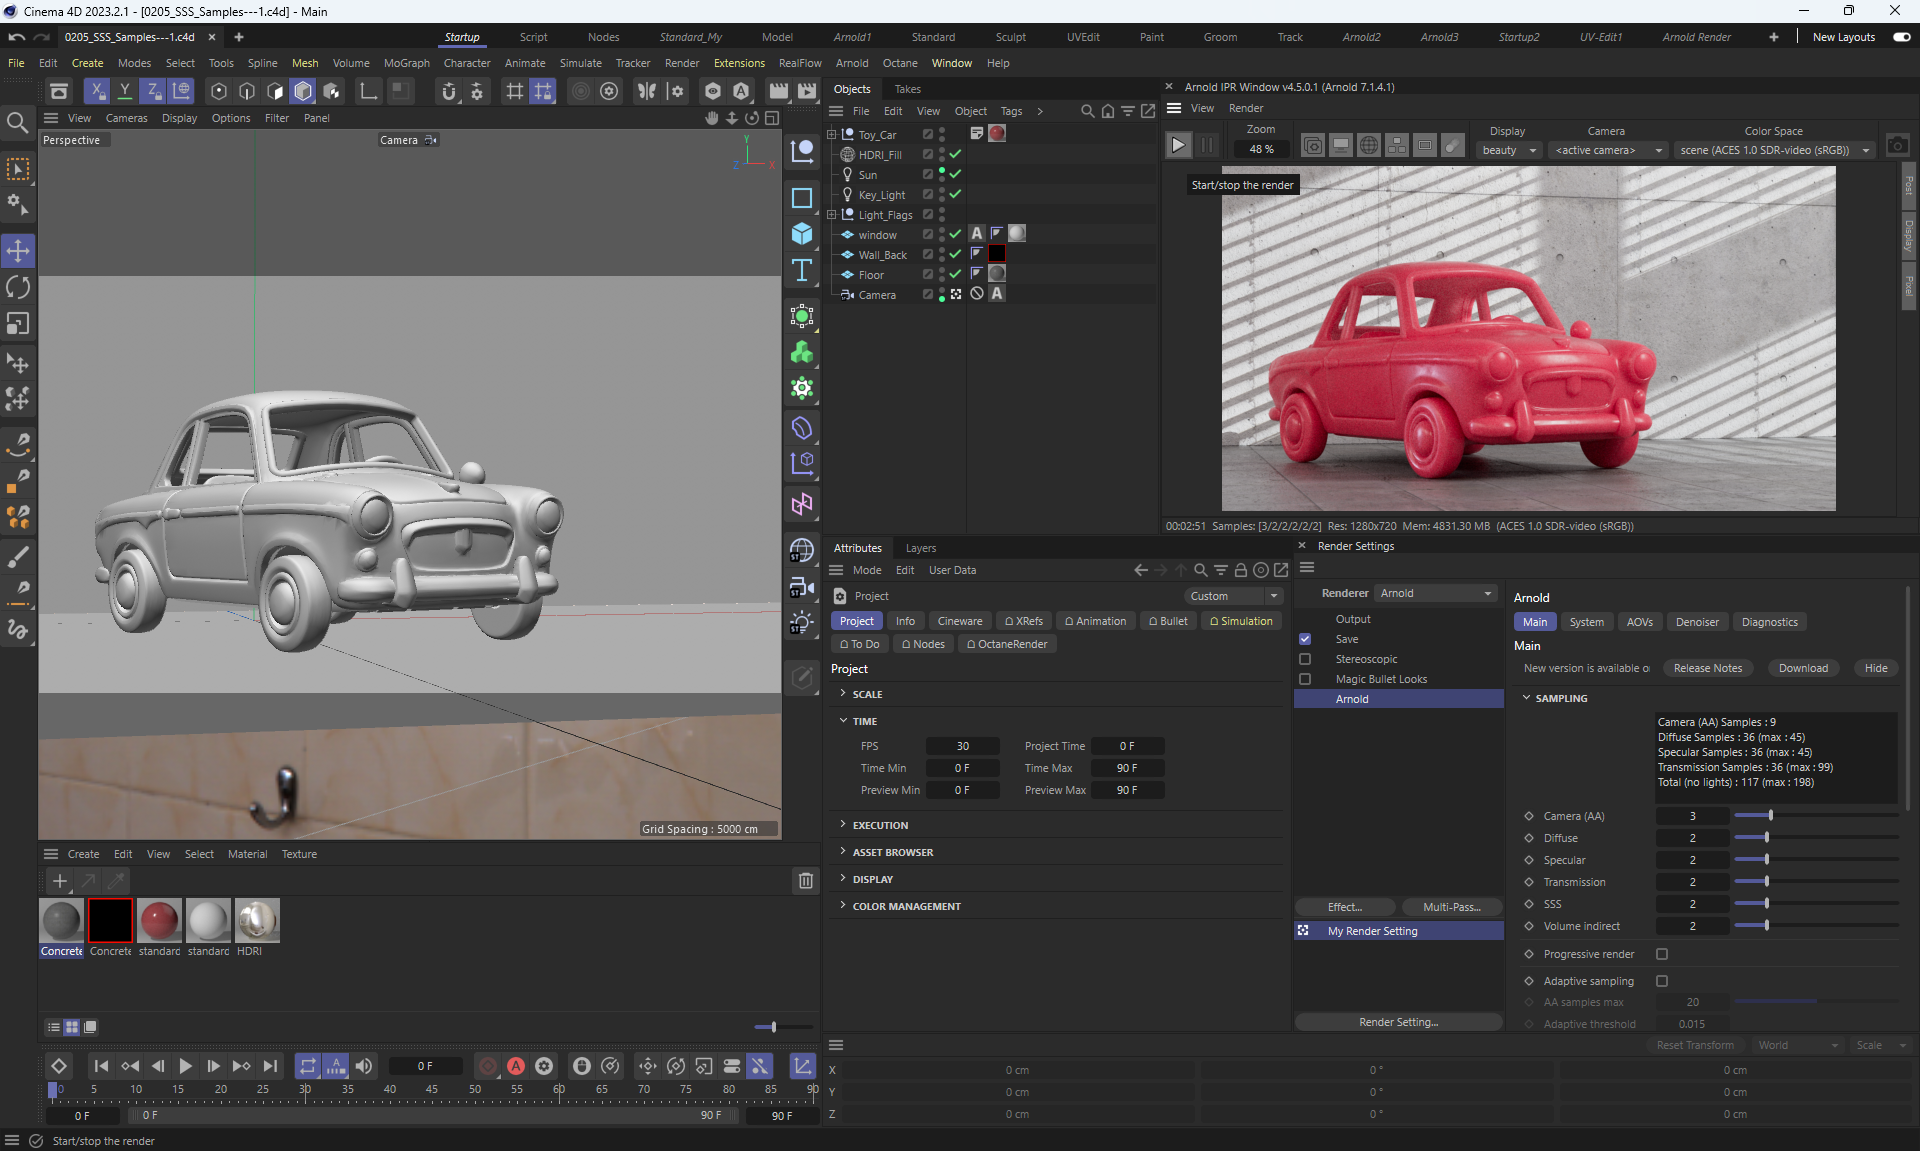 Cinema 4D 2023.2.1 - [0205_SSS_Samples---1.c4d] - Main
0205_SSS_Samples---1.c4d
Startup Script Nodes Standard_My Model Arnold1 Standard Sculpt UVEdit Paint Groom Track Arnold2 Arnold3 Startup2 UV-Edit1 Arnold Render New Layouts
File Edit Create Modes Select Tools Spline Mesh Volume MoGraph Character Animate Simulate Tracker Render Extensions RealFlow Arnold Octane Window Help
View Cameras Display Options Filter Panel
Perspective
Camera
Grid Spacing : 5000 cm
Objects Takes
File Edit View Object Tags
Toy_Car
HDRI_Fill
Sun
Key_Light
Light_Flags
window
Wall_Back
Floor
Camera
Arnold IPR Window v4.5.0.1 (Arnold 7.1.4.1)
View Render
Zoom
48 %
Display
beauty
Camera
<active camera>
Color Space
scene (ACES 1.0 SDR-video (sRGB))
Start/stop the render
Post
Display
Pixel
00:02:51 Samples: [3/2/2/2/2/2] Res: 1280x720 Mem: 4831.30 MB (ACES 1.0 SDR-video (sRGB))
Attributes Layers
Mode Edit User Data
Project
Custom
Project Info Cineware XRefs Animation Bullet Simulation
To Do Nodes OctaneRender
Project
SCALE
TIME
FPS 30 Project Time 0 F
Time Min 0 F Time Max 90 F
Preview Min 0 F Preview Max 90 F
EXECUTION
ASSET BROWSER
DISPLAY
COLOR MANAGEMENT
Render Settings
Renderer Arnold
Output
Save
Stereoscopic
Magic Bullet Looks
Arnold
Effect... Multi-Pass...
My Render Setting
Render Setting...
Arnold
Main System AOVs Denoiser Diagnostics
Main
New version is available o Release Notes Download Hide
SAMPLING
Camera (AA) Samples : 9
Diffuse Samples : 36 (max : 45)
Specular Samples : 36 (max : 45)
Transmission Samples : 36 (max : 99)
Total (no lights) : 117 (max : 198)
Camera (AA) 3
Diffuse 2
Specular 2
Transmission 2
SSS 2
Volume indirect 2
Progressive render
Adaptive sampling
AA samples max 20
Adaptive threshold 0.015
Create Edit View Select Material Texture
Concrete Concrete standard standard HDRI
0 F
0 5 10 15 20 25 30 35 40 45 50 55 60 65 70 75 80 85 90
0 F 0 F 90 F 90 F
Reset Transform World Scale
X 0 cm 0 ° 0 cm
Y 0 cm 0 ° 0 cm
Z 0 cm 0 ° 0 cm
Start/stop the render